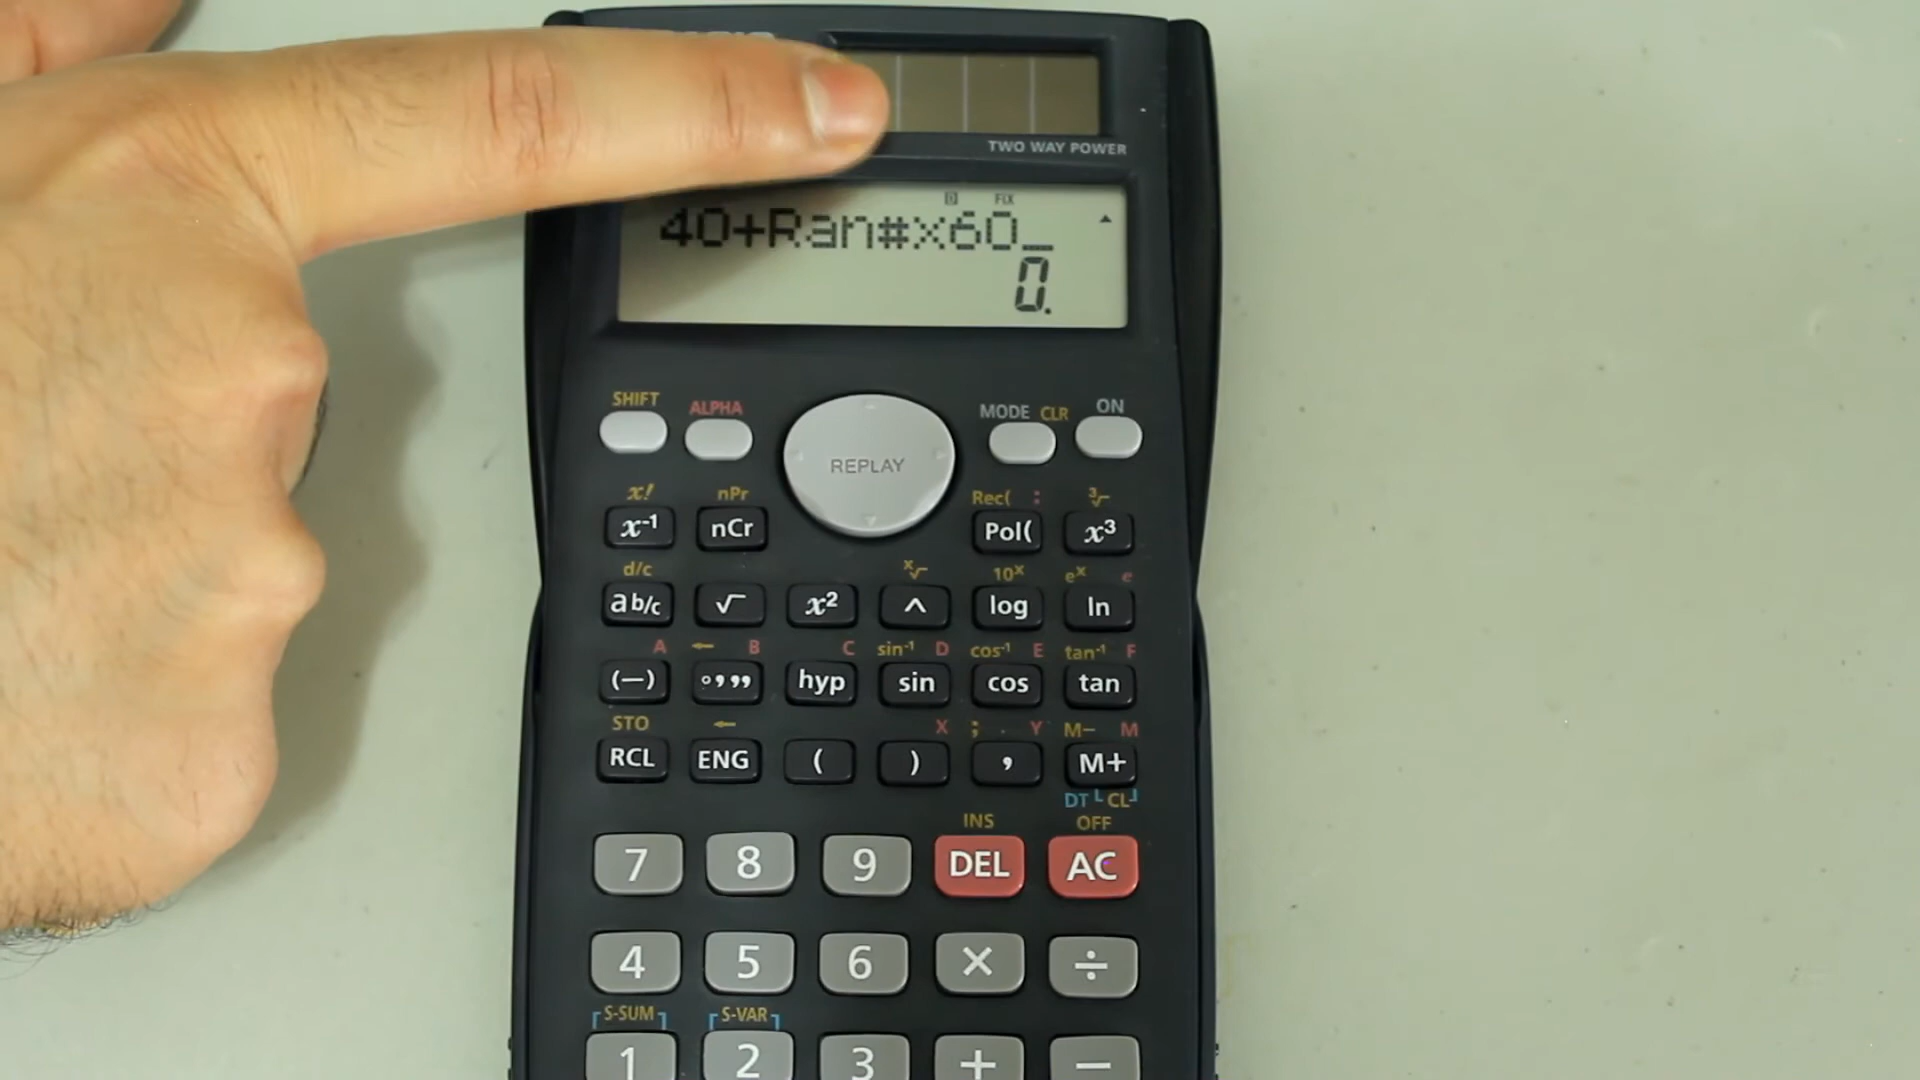 TWO WAY POWER
D FIX
40+Ran#x60_
0.
SHIFT ALPHA MODE CLR ON
REPLAY
x! nPr Rec( : ³√
x⁻¹ nCr Pol( x³
d/c ˣ√ 10ˣ eˣ e
ab/c √ x² ^ log ln
A ← B C sin⁻¹ D cos⁻¹ E tan⁻¹ F
(−) °,,, hyp sin cos tan
STO ← X ; Y M− M
RCL ENG ( ) , M+
DT CL
INS OFF
7 8 9 DEL AC
4 5 6 × ÷
S-SUM S-VAR
1 2 3 + −